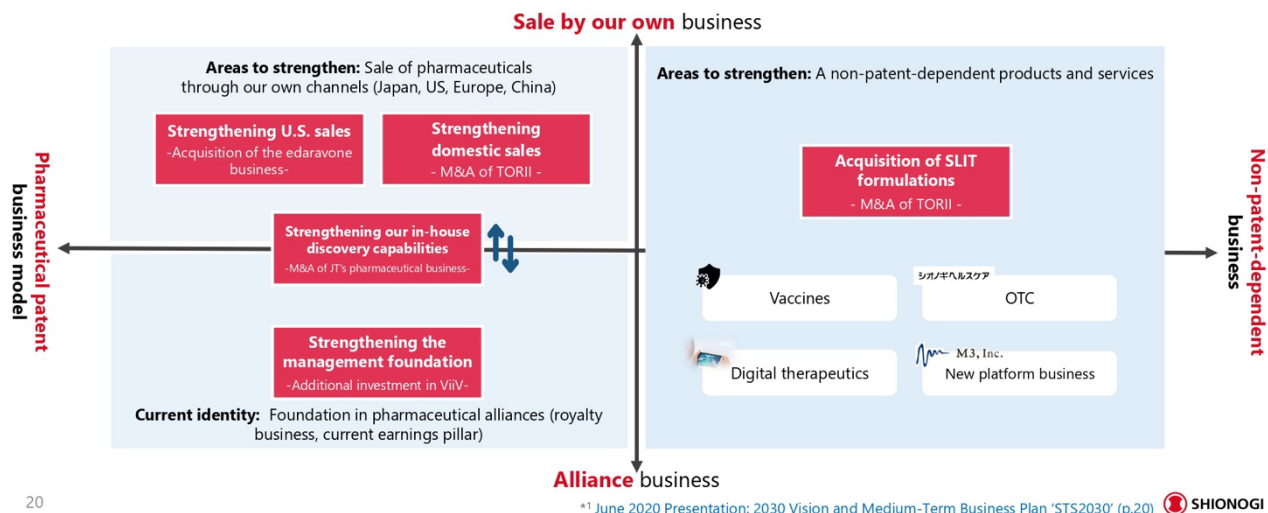 Sale by our own business
Areas to strengthen: Sale of pharmaceuticals
through our own channels (Japan, US, Europe, China)
Strengthening U.S. sales
-Acquisition of the edaravone
business-
Strengthening
domestic sales
- M&A of TORII -
Areas to strengthen: A non-patent-dependent products and services
Acquisition of SLIT
formulations
- M&A of TORII -
Pharmaceutical patent
business model
Strengthening our in-house
discovery capabilities
-M&A of JT's pharmaceutical business-
Non-patent-dependent
business
Vaccines
シオノギヘルスケア
OTC
Digital therapeutics
M3, Inc.
New platform business
Strengthening the
management foundation
-Additional investment in ViiV-
Current identity: Foundation in pharmaceutical alliances (royalty
business, current earnings pillar)
Alliance business
20
*1 June 2020 Presentation: 2030 Vision and Medium-Term Business Plan 'STS2030' (p.20)
SHIONOGI